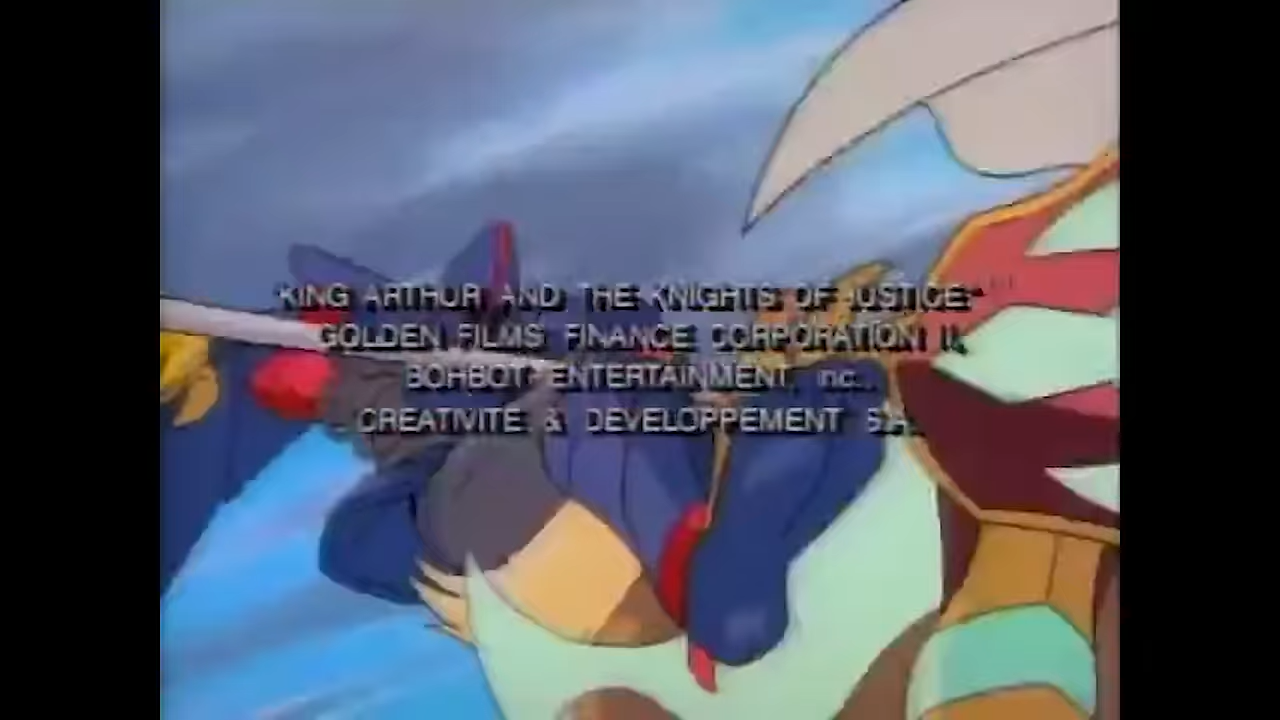 KING ARTHUR AND THE KNIGHTS OF JUSTICE:
GOLDEN FILMS FINANCE CORPORATION II,
BOHBOT ENTERTAINMENT, inc.,
CREATIVITE & DEVELOPPEMENT S.A.